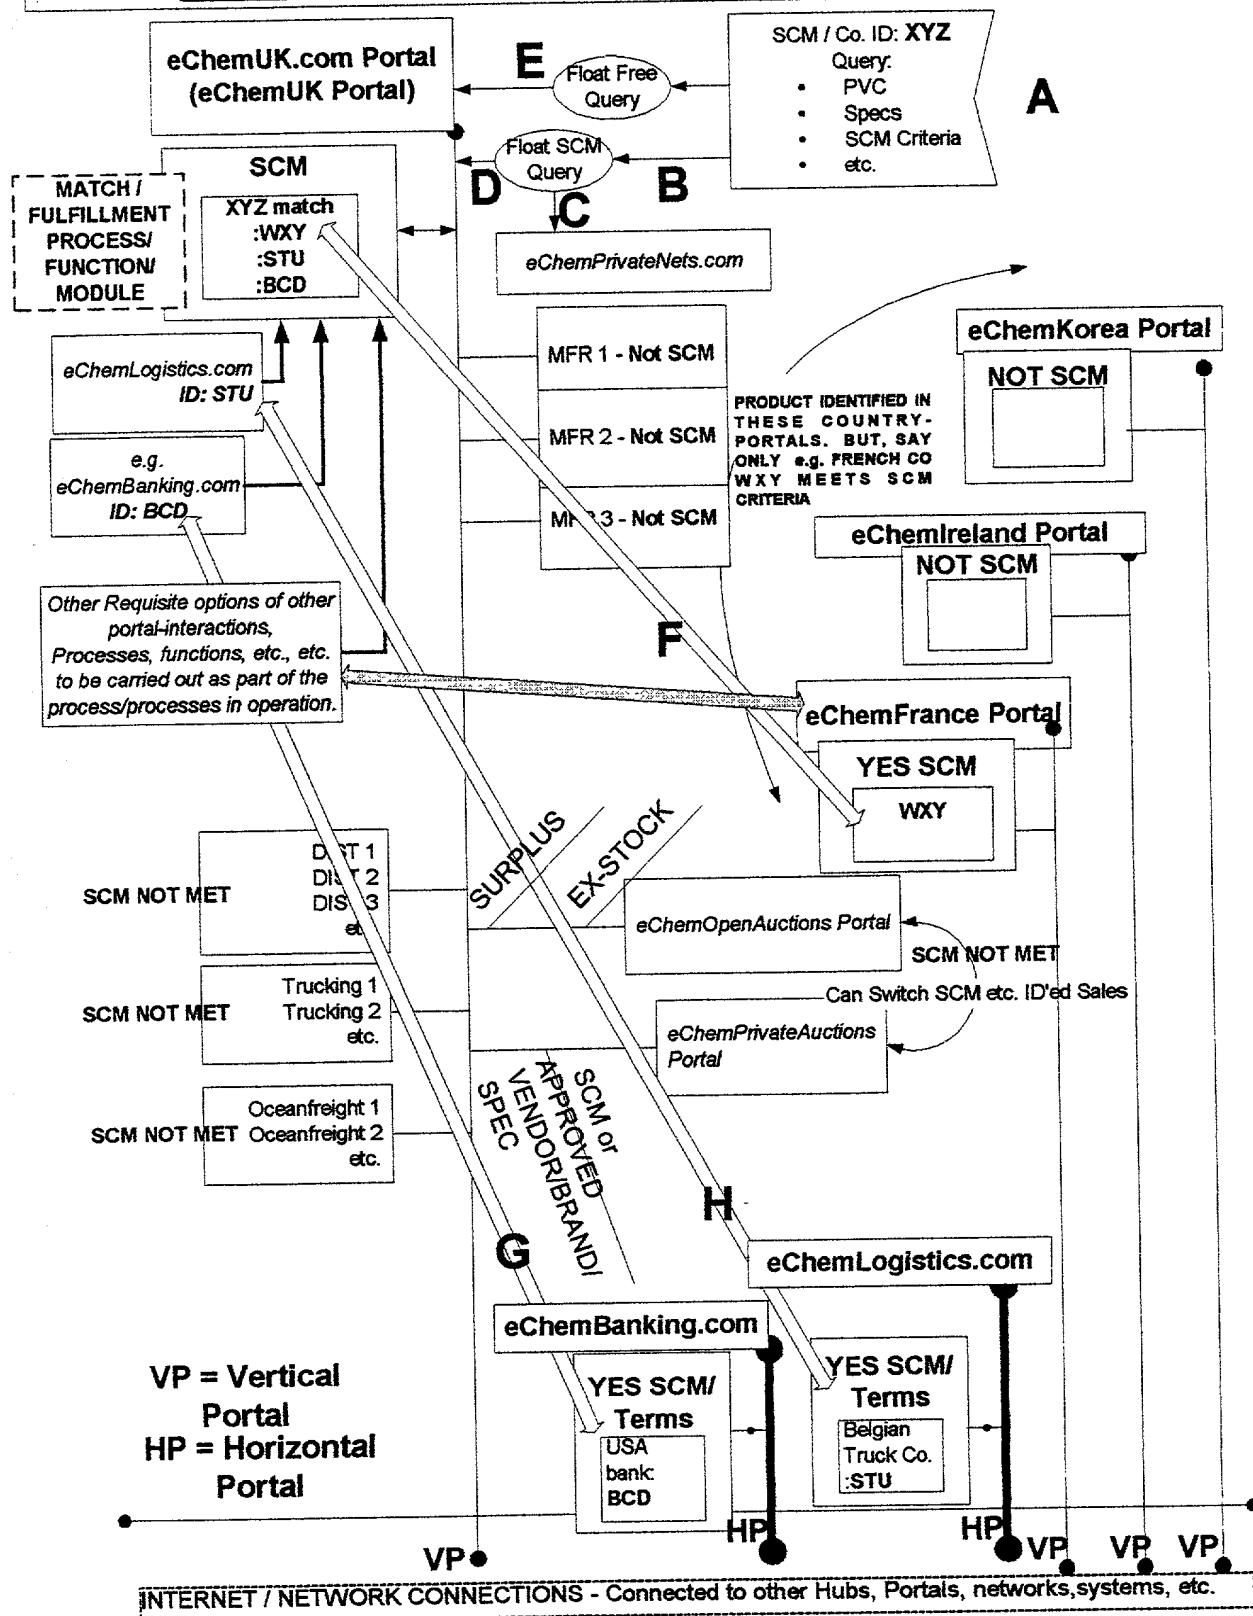 eChemUK.com Portal
(eChemUK Portal)
E
Float Free
Query
SCM / Co. ID: XYZ
Query:
• PVC
• Specs
• SCM Criteria
• etc.
A
Float SCM
Query
D
B
C
SCM
XYZ match
:WXY
:STU
:BCD
MATCH /
FULFILLMENT
PROCESS/
FUNCTION/
MODULE
eChemPrivateNets.com
eChemLogistics.com
ID: STU
e.g.
eChemBanking.com
ID: BCD
MFR 1 - Not SCM
MFR 2 - Not SCM
MFR 3 - Not SCM
PRODUCT IDENTIFIED IN
THESE COUNTRY-
PORTALS. BUT, SAY
ONLY e.g. FRENCH CO
WXY MEETS SCM
CRITERIA
eChemKorea Portal
NOT SCM
eChemIreland Portal
NOT SCM
Other Requisite options of other
portal-interactions,
Processes, functions, etc., etc.
to be carried out as part of the
process/processes in operation.
F
eChemFrance Portal
YES SCM
WXY
SURPLUS
EX-STOCK
SCM NOT MET
DIST 1
DIST 2
DIST 3
etc.
eChemOpenAuctions Portal
SCM NOT MET
Can Switch SCM etc. ID'ed Sales
eChemPrivateAuctions
Portal
SCM NOT MET
Trucking 1
Trucking 2
etc.
SCM NOT MET
Oceanfreight 1
Oceanfreight 2
etc.
SCM or
APPROVED
VENDOR/BRAND/
SPEC
H
G
eChemLogistics.com
eChemBanking.com
YES SCM/
Terms
USA
bank:
BCD
YES SCM/
Terms
Belgian
Truck Co.
:STU
VP = Vertical
Portal
HP = Horizontal
Portal
HP
HP
VP
VP
VP
VP
INTERNET / NETWORK CONNECTIONS - Connected to other Hubs, Portals, networks,systems, etc.